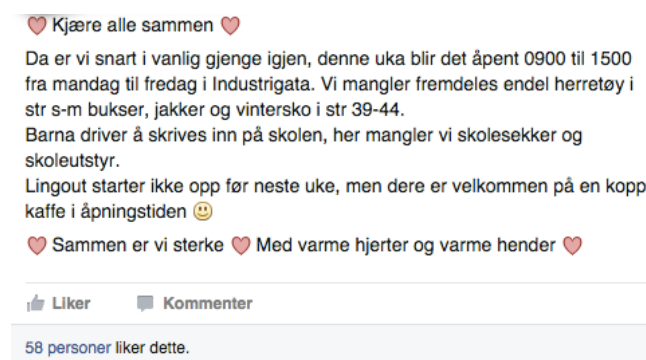 ❤ Kjære alle sammen ❤
Da er vi snart i vanlig gjenge igjen, denne uka blir det åpent 0900 til 1500
fra mandag til fredag i Industrigata. Vi mangler fremdeles endel herretøy i
str s-m bukser, jakker og vintersko i str 39-44.
Barna driver å skrives inn på skolen, her mangler vi skolesekker og
skoleutstyr.
Lingout starter ikke opp før neste uke, men dere er velkommen på en kopp
kaffe i åpningstiden 😃
❤ Sammen er vi sterke ❤ Med varme hjerter og varme hender ❤
Liker Kommenter
58 personer liker dette.